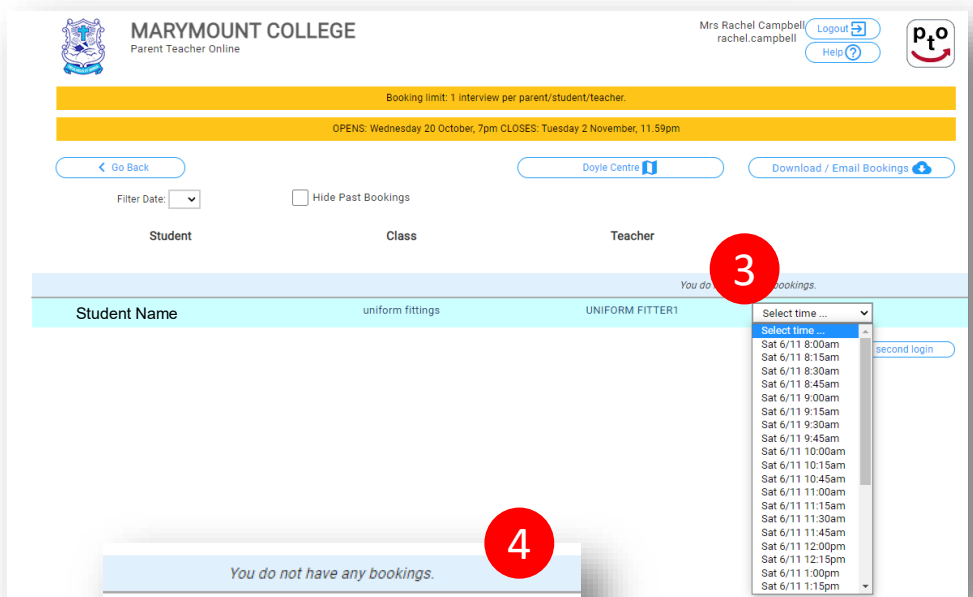 MARYMOUNT COLLEGE
Parent Teacher Online
Mrs Rachel Campbell
rachel.campbell
Logout
Help
pto
Booking limit: 1 interview per parent/student/teacher.
OPENS: Wednesday 20 October, 7pm CLOSES: Tuesday 2 November, 11.59pm
Go Back
Doyle Centre
Download / Email Bookings
Filter Date:
Hide Past Bookings
Student Class Teacher
3
You do bookings.
Student Name uniform fittings UNIFORM FITTER1 Select time ...
Select time ...
Sat 6/11 8:00am
second login
Sat 6/11 8:15am
Sat 6/11 8:30am
Sat 6/11 8:45am
Sat 6/11 9:00am
Sat 6/11 9:15am
Sat 6/11 9:30am
Sat 6/11 9:45am
Sat 6/11 10:00am
Sat 6/11 10:15am
Sat 6/11 10:45am
Sat 6/11 11:00am
Sat 6/11 11:15am
Sat 6/11 11:30am
Sat 6/11 11:45am
Sat 6/11 12:00pm
Sat 6/11 12:15pm
Sat 6/11 1:00pm
Sat 6/11 1:15pm
4
You do not have any bookings.